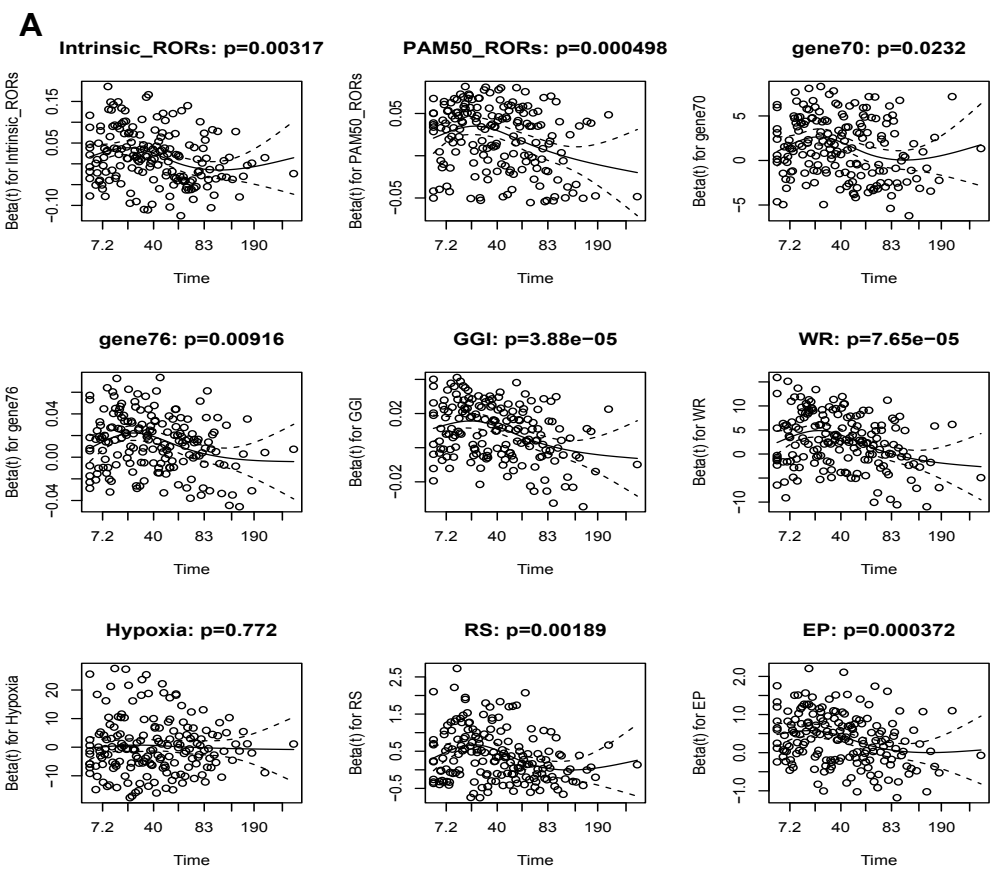 A
Intrinsic_RORs: p=0.00317
Beta(t) for Intrinsic_RORs
0.15
0.05
−0.10
7.2 40 83 190
Time
PAM50_RORs: p=0.000498
Beta(t) for PAM50_RORs
0.05
−0.05
7.2 40 83 190
Time
gene70: p=0.0232
Beta(t) for gene70
5
0
−5
7.2 40 83 190
Time
gene76: p=0.00916
Beta(t) for gene76
0.04
0.00
−0.04
7.2 40 83 190
Time
GGI: p=3.88e−05
Beta(t) for GGI
0.02
−0.02
7.2 40 83 190
Time
WR: p=7.65e−05
Beta(t) for WR
10
5
0
−10
7.2 40 83 190
Time
Hypoxia: p=0.772
Beta(t) for Hypoxia
20
10
0
−10
7.2 40 83 190
Time
RS: p=0.00189
Beta(t) for RS
2.5
1.5
0.5
−0.5
7.2 40 83 190
Time
EP: p=0.000372
Beta(t) for EP
2.0
1.0
0.0
−1.0
7.2 40 83 190
Time